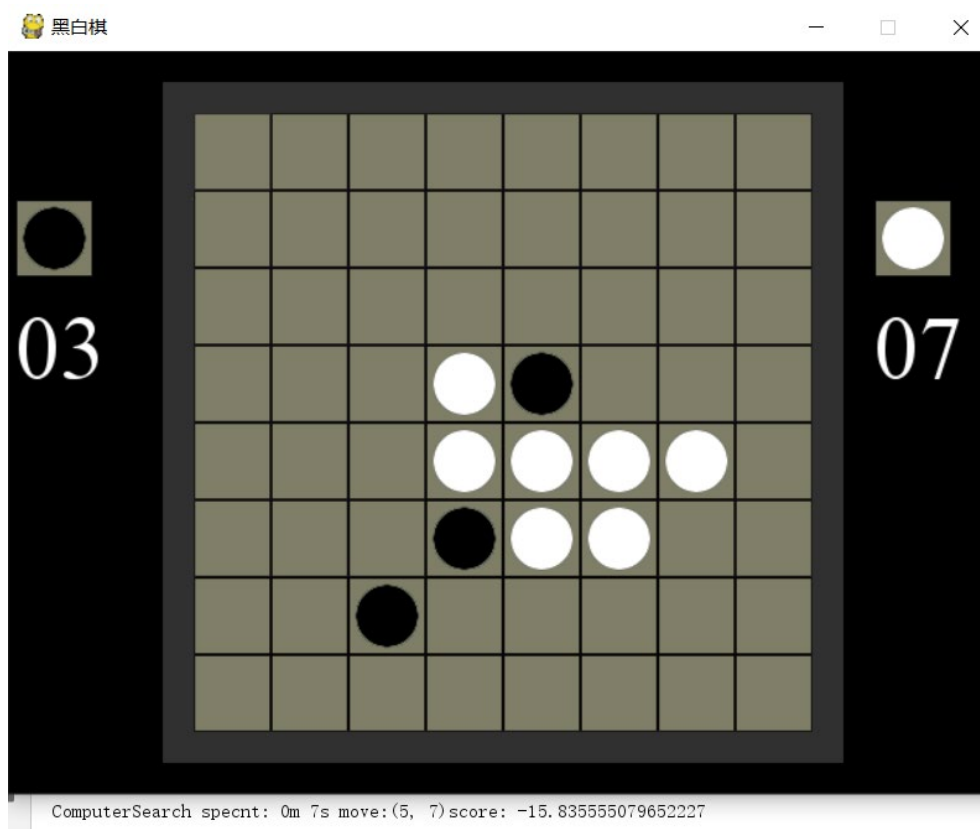 黑白棋
03
07
ComputerSearch specnt: 0m 7s move:(5, 7)score: -15.835555079652227